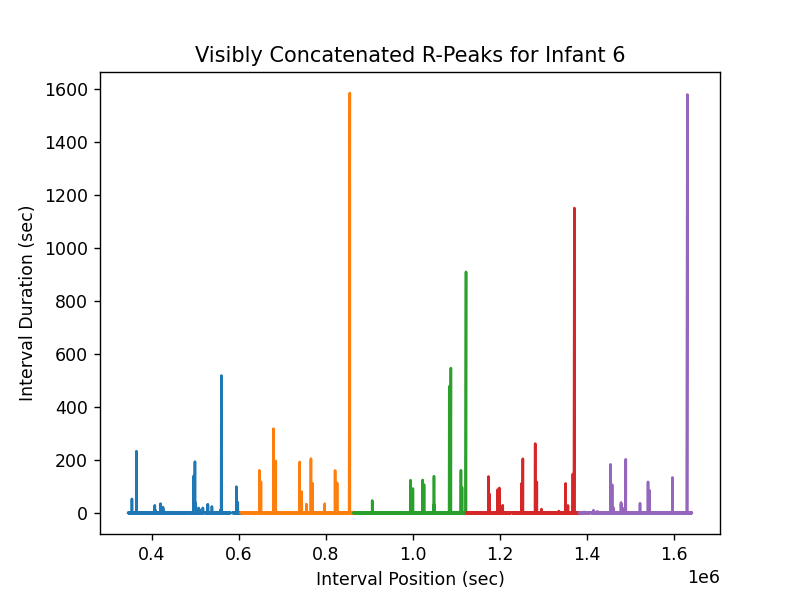 Visibly Concatenated R-Peaks for Infant 6
Interval Duration (sec)
1600
1400
1200
1000
800
600
400
200
0
0.4 0.6 0.8 1.0 1.2 1.4 1.6
1e6
Interval Position (sec)